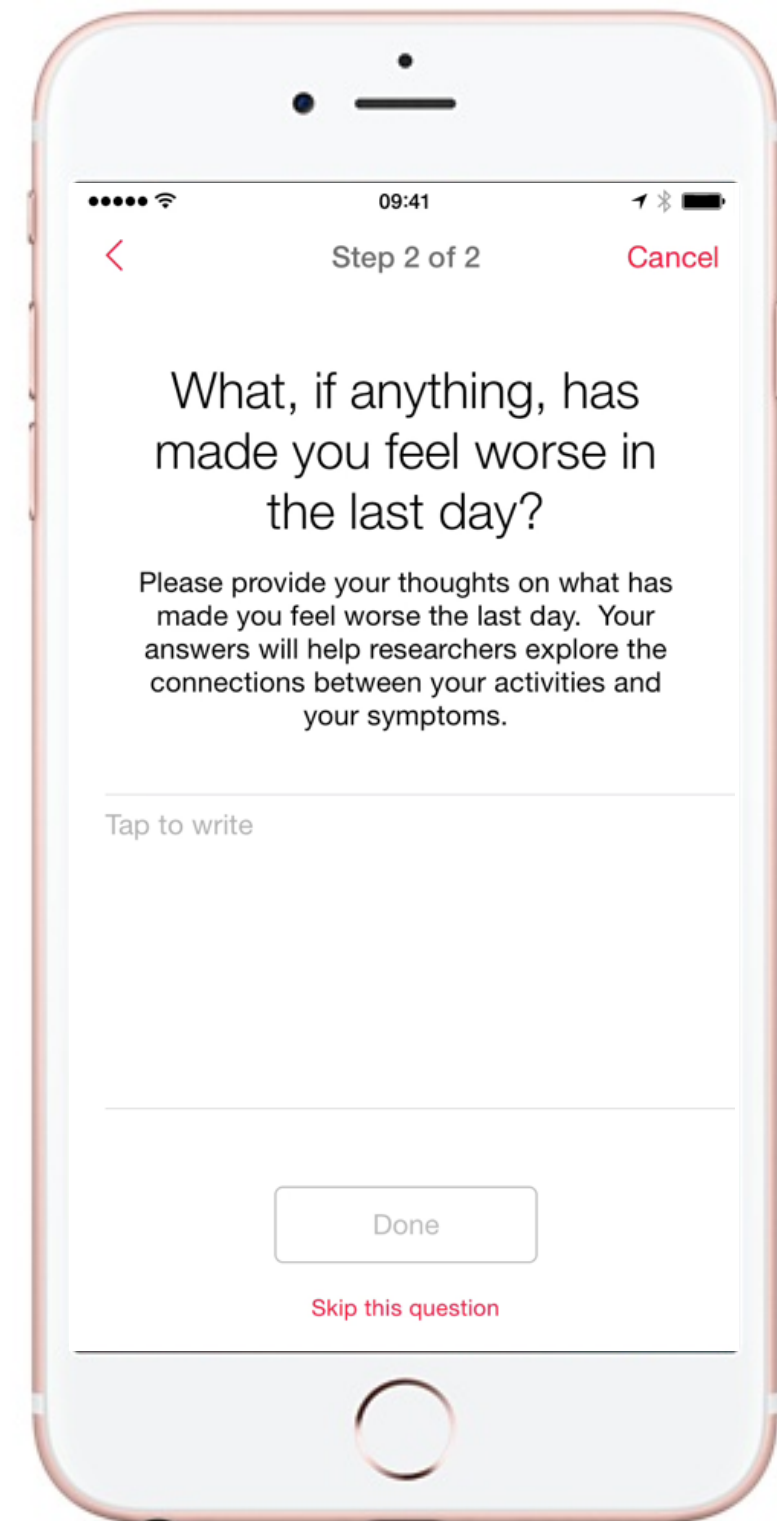 09:41
Step 2 of 2 Cancel
What, if anything, has
made you feel worse in
the last day?
Please provide your thoughts on what has
made you feel worse the last day.  Your
answers will help researchers explore the
connections between your activities and
your symptoms.
Tap to write
Done
Skip this question